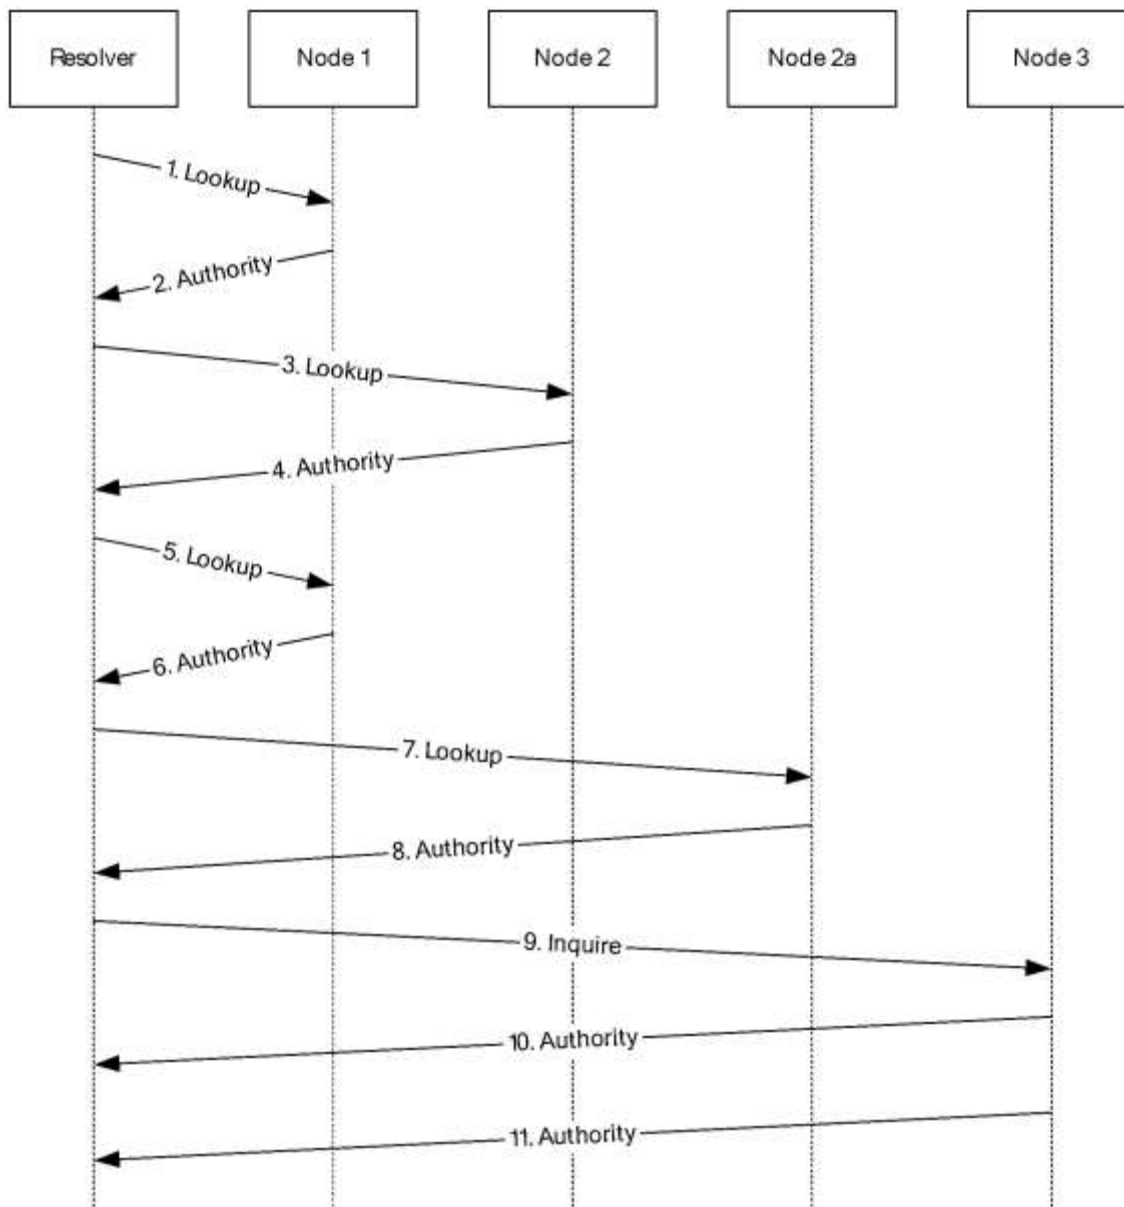 Resolver
Node 1
Node 2
Node 2a
Node 3
1. Lookup
2. Authority
3. Lookup
4. Authority
5. Lookup
6. Authority
7. Lookup
8. Authority
9. Inquire
10. Authority
11. Authority